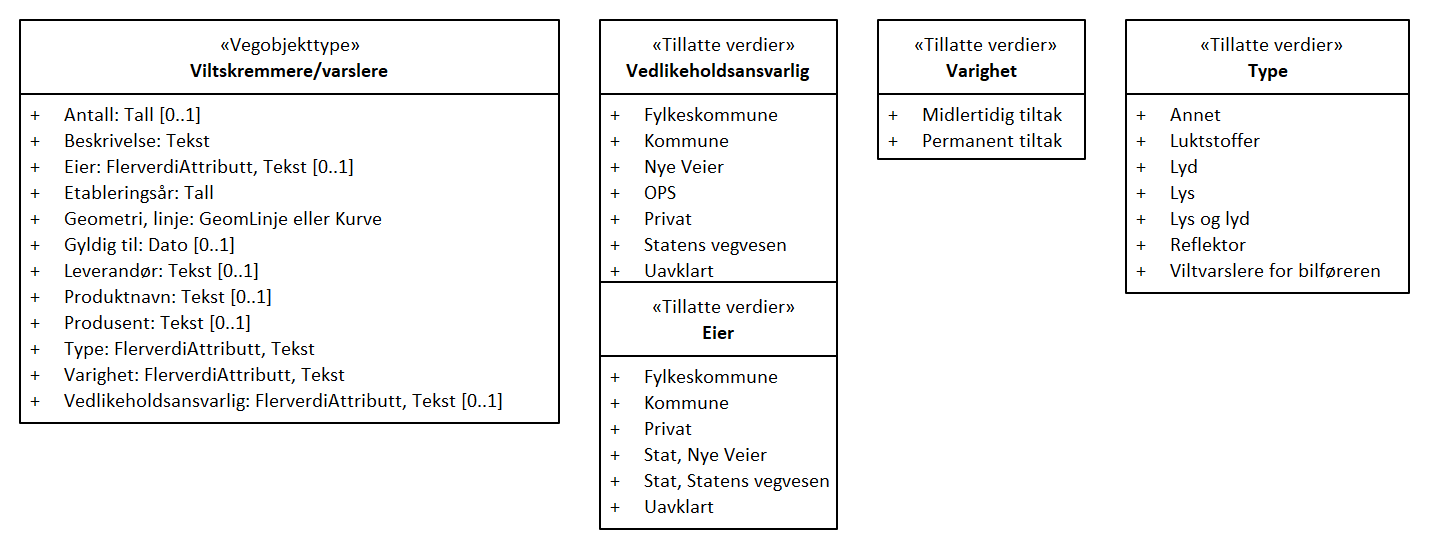 «Vegobjekttype»
Viltskremmere/varslere
+ Antall: Tall [0..1]
+ Beskrivelse: Tekst
+ Eier: FlerverdiAttributt, Tekst [0..1]
+ Etableringsår: Tall
+ Geometri, linje: GeomLinje eller Kurve
+ Gyldig til: Dato [0..1]
+ Leverandør: Tekst [0..1]
+ Produktnavn: Tekst [0..1]
+ Produsent: Tekst [0..1]
+ Type: FlerverdiAttributt, Tekst
+ Varighet: FlerverdiAttributt, Tekst
+ Vedlikeholdsansvarlig: FlerverdiAttributt, Tekst [0..1]
«Tillatte verdier»
Vedlikeholdsansvarlig
+ Fylkeskommune
+ Kommune
+ Nye Veier
+ OPS
+ Privat
+ Statens vegvesen
+ Uavklart
«Tillatte verdier»
Eier
+ Fylkeskommune
+ Kommune
+ Privat
+ Stat, Nye Veier
+ Stat, Statens vegvesen
+ Uavklart
«Tillatte verdier»
Varighet
+ Midlertidig tiltak
+ Permanent tiltak
«Tillatte verdier»
Type
+ Annet
+ Luktstoffer
+ Lyd
+ Lys
+ Lys og lyd
+ Reflektor
+ Viltvarslere for bilføreren